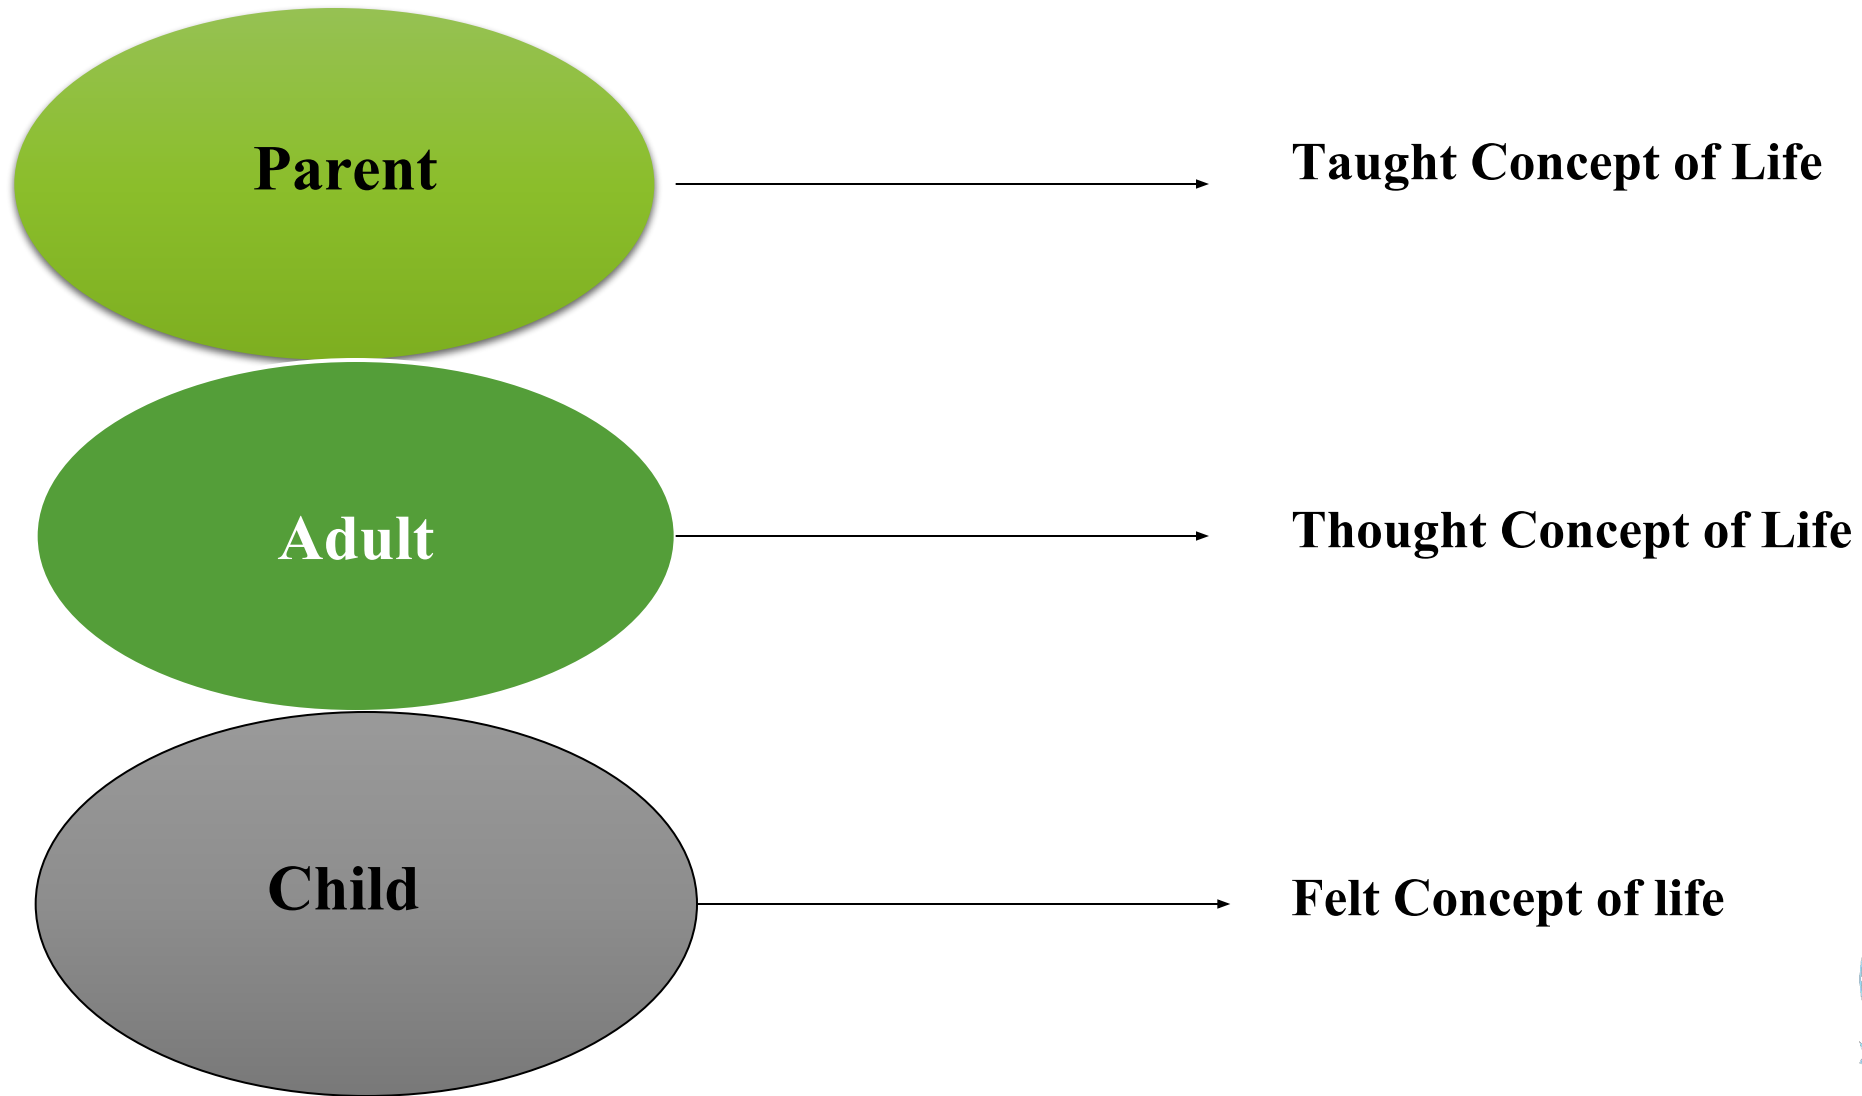 Parent
Taught Concept of Life
Adult
Thought Concept of Life
Child
Felt Concept of life